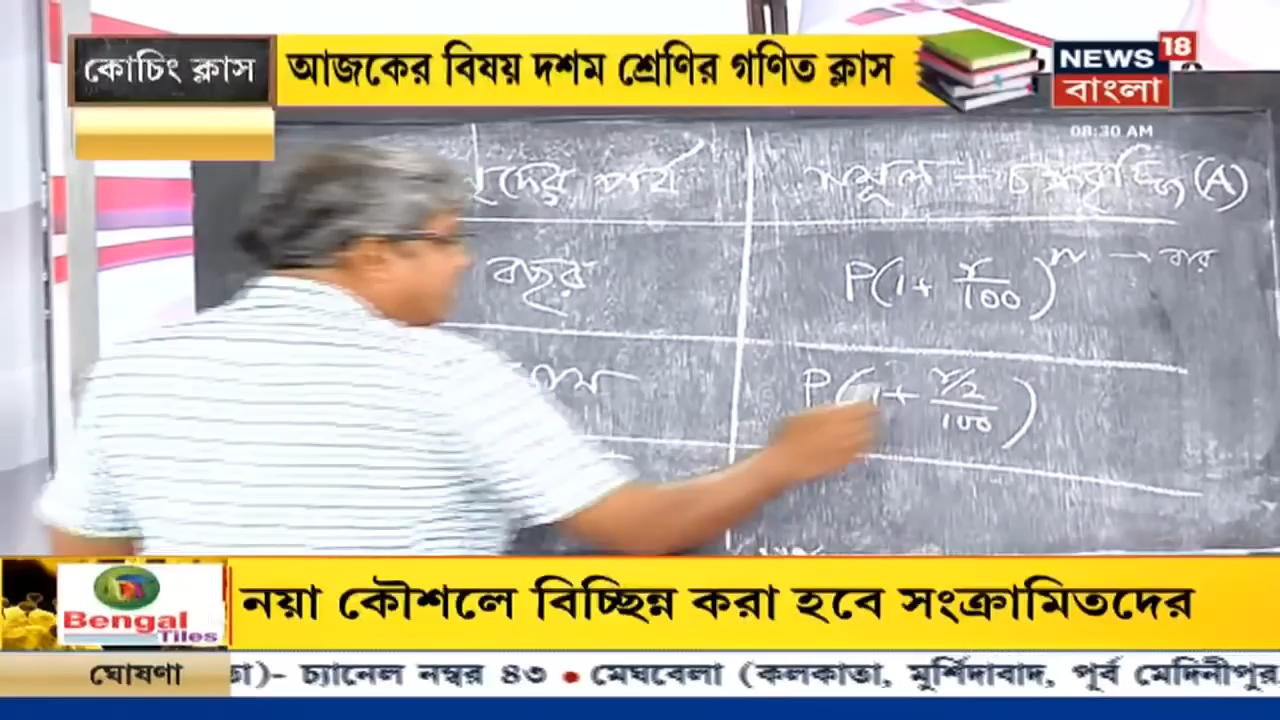 কোচিং ক্লাস
আজকের বিষয় দশম শ্রেণির গণিত ক্লাস
NEWS 18
বাংলা
08:30 AM
সুদের পর্ব
সমূল - চক্রবৃদ্ধি (A)
বছর
P(1 + r/100)^n → বার
P(1 + r/2/100)
Bengal
Tiles
নয়া কৌশলে বিচ্ছিন্ন করা হবে সংক্রামিতদের
ঘোষণা
তা)- চ্যানেল নম্বর ৪৩ • মেঘবেলা (কলকাতা, মুর্শিদাবাদ, পূর্ব মেদিনীপুর,